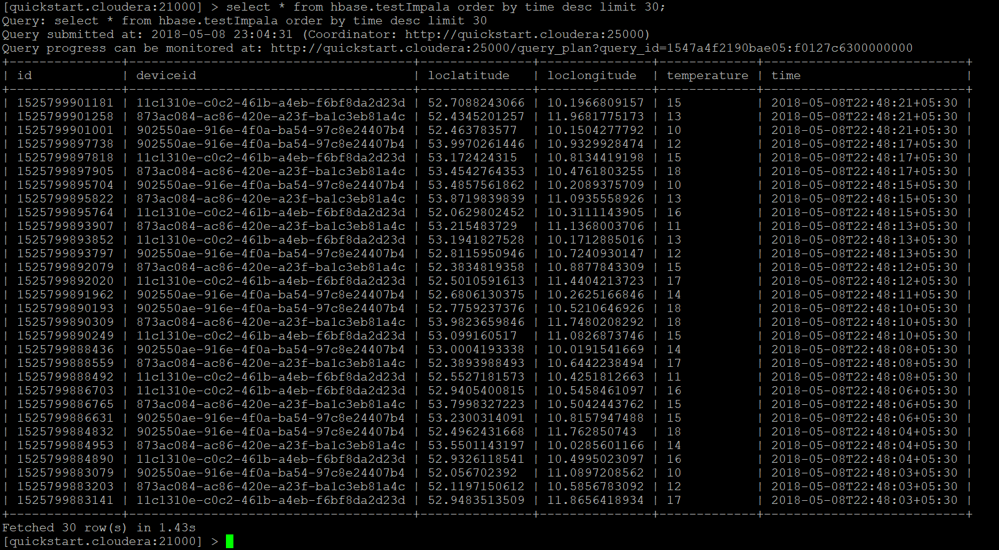 [quickstart.cloudera:21000] > select * from hbase.testImpala order by time desc limit 30;
Query: select * from hbase.testImpala order by time desc limit 30
Query submitted at: 2018-05-08 23:04:31 (Coordinator: http://quickstart.cloudera:25000)
Query progress can be monitored at: http://quickstart.cloudera:25000/query_plan?query_id=1547a4f2190bae05:f0127c6300000000
+---------------+--------------------------------------+---------------+---------------+-------------+---------------------------+
| id            | deviceid                             | loclatitude   | loclongitude  | temperature | time                      |
+---------------+--------------------------------------+---------------+---------------+-------------+---------------------------+
| 1525799901181 | 11c1310e-c0c2-461b-a4eb-f6bf8da2d23d | 52.7088243066 | 10.1966809157 | 15          | 2018-05-08T22:48:21+05:30 |
| 1525799901258 | 873ac084-ac86-420e-a23f-ba1c3eb81a4c | 52.4345201257 | 11.9681775173 | 13          | 2018-05-08T22:48:21+05:30 |
| 1525799901001 | 902550ae-916e-4f0a-ba54-97c8e24407b4 | 52.463783577  | 10.1504277792 | 10          | 2018-05-08T22:48:21+05:30 |
| 1525799897738 | 902550ae-916e-4f0a-ba54-97c8e24407b4 | 53.9970261446 | 10.9329928474 | 12          | 2018-05-08T22:48:17+05:30 |
| 1525799897818 | 11c1310e-c0c2-461b-a4eb-f6bf8da2d23d | 53.172424315  | 10.8134419198 | 15          | 2018-05-08T22:48:17+05:30 |
| 1525799897905 | 873ac084-ac86-420e-a23f-ba1c3eb81a4c | 53.4542764353 | 10.4761803255 | 18          | 2018-05-08T22:48:17+05:30 |
| 1525799895704 | 902550ae-916e-4f0a-ba54-97c8e24407b4 | 53.4857561862 | 10.2089375709 | 10          | 2018-05-08T22:48:15+05:30 |
| 1525799895822 | 873ac084-ac86-420e-a23f-ba1c3eb81a4c | 53.8719839839 | 11.0935558926 | 13          | 2018-05-08T22:48:15+05:30 |
| 1525799895764 | 11c1310e-c0c2-461b-a4eb-f6bf8da2d23d | 52.0629802452 | 10.3111143905 | 16          | 2018-05-08T22:48:15+05:30 |
| 1525799893907 | 873ac084-ac86-420e-a23f-ba1c3eb81a4c | 53.215483729  | 11.1368003706 | 11          | 2018-05-08T22:48:13+05:30 |
| 1525799893852 | 11c1310e-c0c2-461b-a4eb-f6bf8da2d23d | 53.1941827528 | 10.1712885016 | 13          | 2018-05-08T22:48:13+05:30 |
| 1525799893797 | 902550ae-916e-4f0a-ba54-97c8e24407b4 | 52.8115950946 | 10.7240930147 | 12          | 2018-05-08T22:48:13+05:30 |
| 1525799892079 | 873ac084-ac86-420e-a23f-ba1c3eb81a4c | 52.3834819358 | 10.8877843309 | 15          | 2018-05-08T22:48:12+05:30 |
| 1525799892020 | 11c1310e-c0c2-461b-a4eb-f6bf8da2d23d | 52.5010591613 | 11.4404213723 | 17          | 2018-05-08T22:48:12+05:30 |
| 1525799891962 | 902550ae-916e-4f0a-ba54-97c8e24407b4 | 52.6806130375 | 10.2625166846 | 14          | 2018-05-08T22:48:11+05:30 |
| 1525799890193 | 902550ae-916e-4f0a-ba54-97c8e24407b4 | 52.7759237376 | 10.5210646926 | 18          | 2018-05-08T22:48:10+05:30 |
| 1525799890309 | 873ac084-ac86-420e-a23f-ba1c3eb81a4c | 53.9823659846 | 11.7480208292 | 18          | 2018-05-08T22:48:10+05:30 |
| 1525799890249 | 11c1310e-c0c2-461b-a4eb-f6bf8da2d23d | 53.099160517  | 11.0826873746 | 15          | 2018-05-08T22:48:10+05:30 |
| 1525799888436 | 902550ae-916e-4f0a-ba54-97c8e24407b4 | 53.0004193338 | 10.0191541669 | 14          | 2018-05-08T22:48:08+05:30 |
| 1525799888559 | 873ac084-ac86-420e-a23f-ba1c3eb81a4c | 52.3893988493 | 10.6442238494 | 17          | 2018-05-08T22:48:08+05:30 |
| 1525799888492 | 11c1310e-c0c2-461b-a4eb-f6bf8da2d23d | 52.5527181573 | 10.4251812663 | 11          | 2018-05-08T22:48:08+05:30 |
| 1525799886703 | 11c1310e-c0c2-461b-a4eb-f6bf8da2d23d | 52.9405400815 | 10.5458461097 | 16          | 2018-05-08T22:48:06+05:30 |
| 1525799886765 | 873ac084-ac86-420e-a23f-ba1c3eb81a4c | 53.7998327223 | 10.5042443762 | 15          | 2018-05-08T22:48:06+05:30 |
| 1525799886631 | 902550ae-916e-4f0a-ba54-97c8e24407b4 | 53.2300314091 | 10.8157947488 | 15          | 2018-05-08T22:48:06+05:30 |
| 1525799884832 | 902550ae-916e-4f0a-ba54-97c8e24407b4 | 52.4962431668 | 11.762850743  | 18          | 2018-05-08T22:48:04+05:30 |
| 1525799884953 | 873ac084-ac86-420e-a23f-ba1c3eb81a4c | 53.5501143197 | 10.0285601166 | 14          | 2018-05-08T22:48:04+05:30 |
| 1525799884890 | 11c1310e-c0c2-461b-a4eb-f6bf8da2d23d | 52.9326118541 | 10.4995023097 | 16          | 2018-05-08T22:48:04+05:30 |
| 1525799883079 | 902550ae-916e-4f0a-ba54-97c8e24407b4 | 52.056702392  | 11.0897208562 | 10          | 2018-05-08T22:48:03+05:30 |
| 1525799883203 | 873ac084-ac86-420e-a23f-ba1c3eb81a4c | 52.1197150612 | 10.5856783092 | 12          | 2018-05-08T22:48:03+05:30 |
| 1525799883141 | 11c1310e-c0c2-461b-a4eb-f6bf8da2d23d | 52.9483513509 | 11.8656418934 | 17          | 2018-05-08T22:48:03+05:30 |
+---------------+--------------------------------------+---------------+---------------+-------------+---------------------------+
Fetched 30 row(s) in 1.43s
[quickstart.cloudera:21000] >